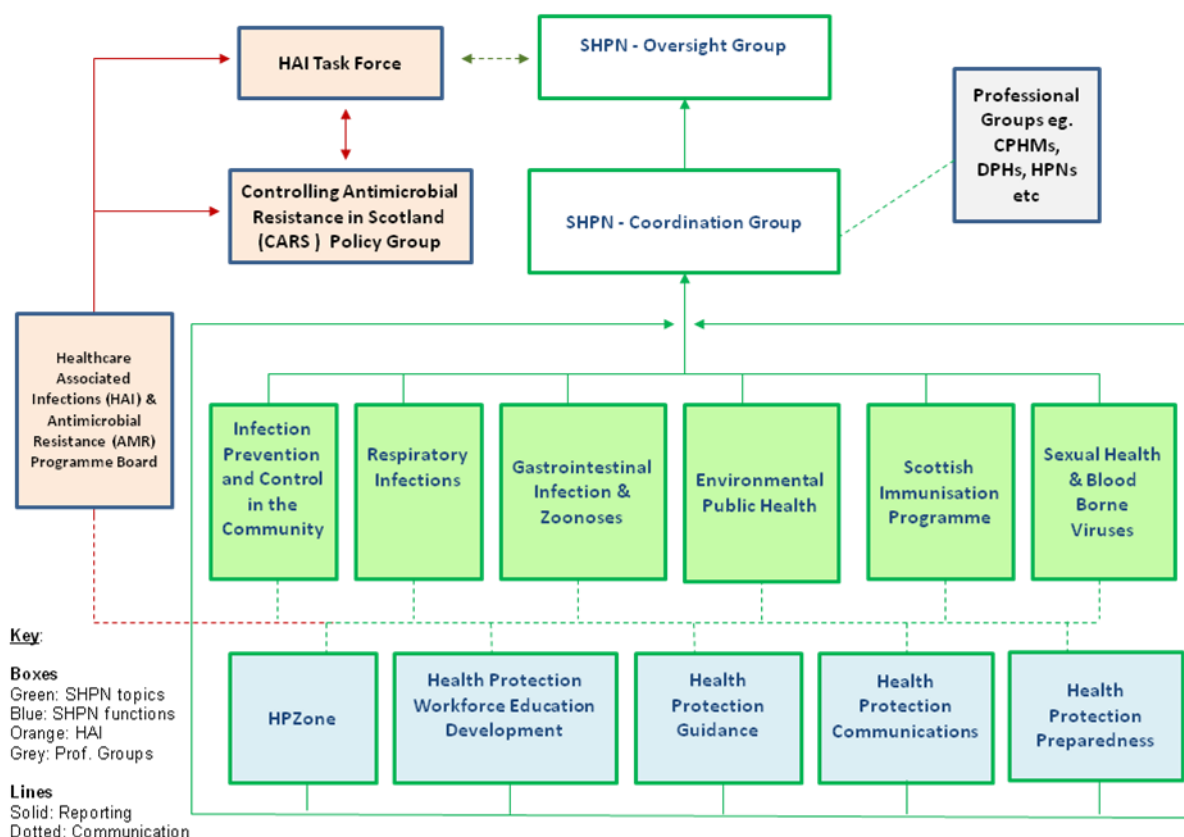 HAI Task Force
SHPN - Oversight Group
Professional
Groups eg.
CPHMs,
DPHs, HPNs
etc
Controlling Antimicrobial
Resistance in Scotland
(CARS ) Policy Group
SHPN - Coordination Group
Healthcare
Associated
Infections (HAI) &
Antimicrobial
Resistance (AMR)
Programme Board
Infection
Prevention
and Control
in the
Community
Respiratory
Infections
Gastrointestinal
Infection &
Zoonoses
Environmental
Public Health
Scottish
Immunisation
Programme
Sexual Health
& Blood
Borne
Viruses
HPZone
Health Protection
Workforce Education
Development
Health
Protection
Guidance
Health
Protection
Communications
Health
Protection
Preparedness
Key:
Boxes
Green: SHPN topics
Blue: SHPN functions
Orange: HAI
Grey: Prof. Groups
Lines
Solid: Reporting
Dotted: Communication